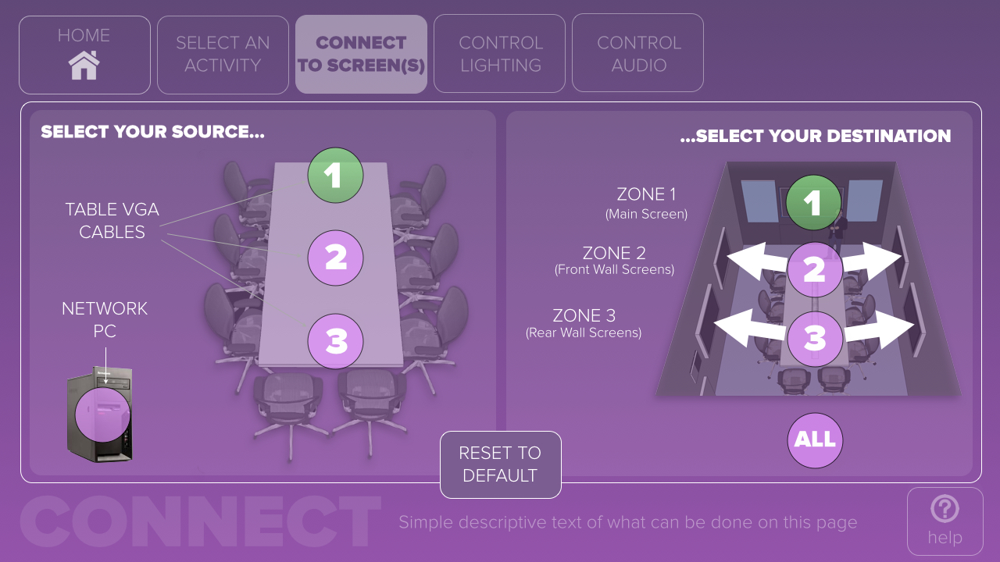 HOME
SELECT AN
ACTIVITY
CONNECT
TO SCREEN(S)
CONTROL
LIGHTING
CONTROL
AUDIO
SELECT YOUR SOURCE...
TABLE VGA
CABLES
NETWORK
PC
1
2
3
...SELECT YOUR DESTINATION
ZONE 1
(Main Screen)
ZONE 2
(Front Wall Screens)
ZONE 3
(Rear Wall Screens)
1
2
3
ALL
RESET TO
DEFAULT
CONNECT
Simple descriptive text of what can be done on this page
?
help